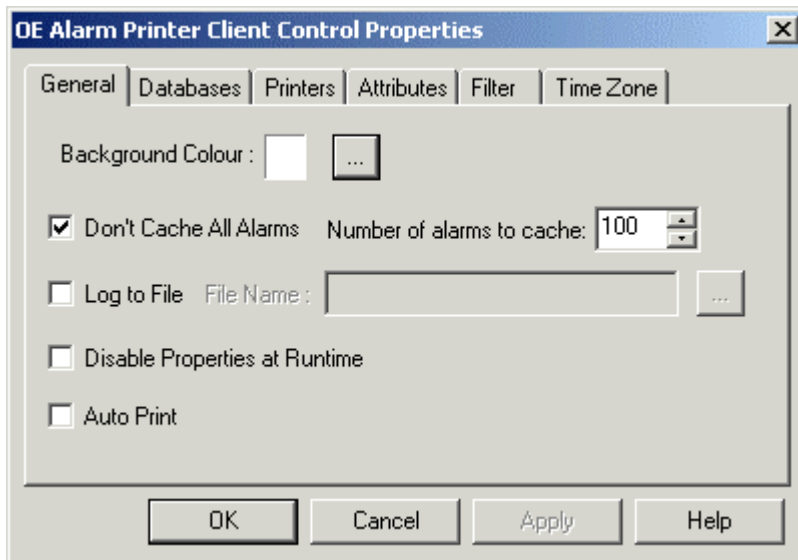 OE Alarm Printer Client Control Properties
General Databases Printers Attributes Filter Time Zone
Background Colour : ...
Don't Cache All Alarms Number of alarms to cache: 100
Log to File File Name : ...
Disable Properties at Runtime
Auto Print
OK Cancel Apply Help